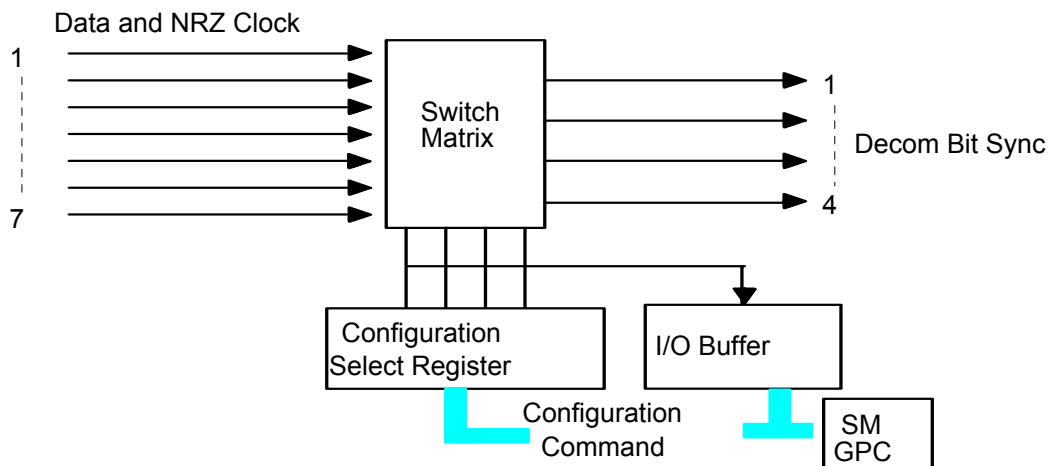 Data and NRZ Clock
1
7
Switch
Matrix
1
4
Decom Bit Sync
Configuration
Select Register
I/O Buffer
Configuration
Command
SM
GPC